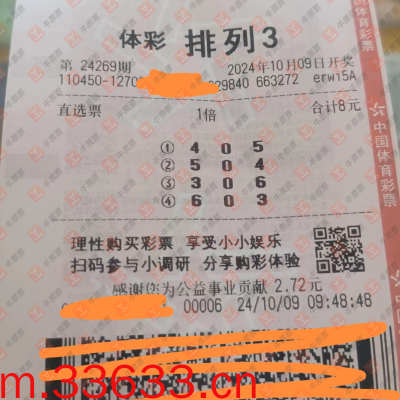 体彩 排列3
第 24269期 2024年10月09日开奖
110450-1270 29840 663272 erwi5A
直选票 1倍 合计8元
① 4 0 5
② 5 0 4
③ 3 0 6
④ 6 0 3
理性购买彩票 享受小小娱乐
扫码参与小调研 分享购彩体验
感谢您为公益事业贡献 2.72元
00006 24/10/09 09:48:48
中国体育彩票
m.33633.cn